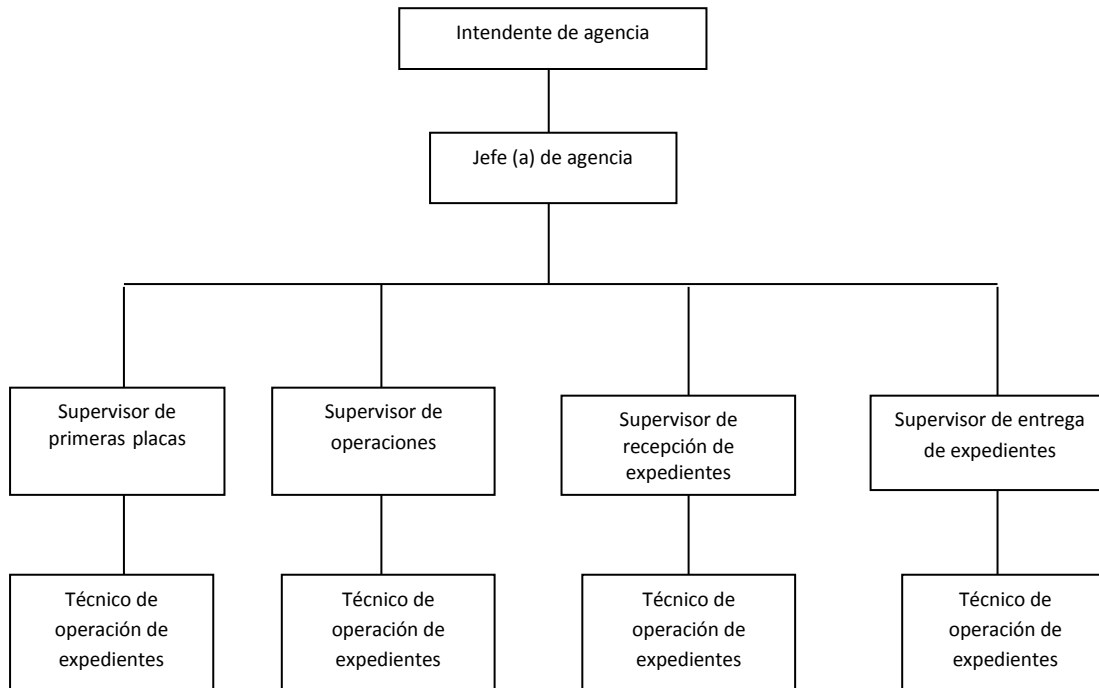 Intendente de agencia
Jefe (a) de agencia
Supervisor de
primeras placas
Supervisor de
operaciones
Supervisor de
recepción de
expedientes
Supervisor de entrega
de expedientes
Técnico de
operación de
expedientes
Técnico de
operación de
expedientes
Técnico de
operación de
expedientes
Técnico de
operación de
expedientes